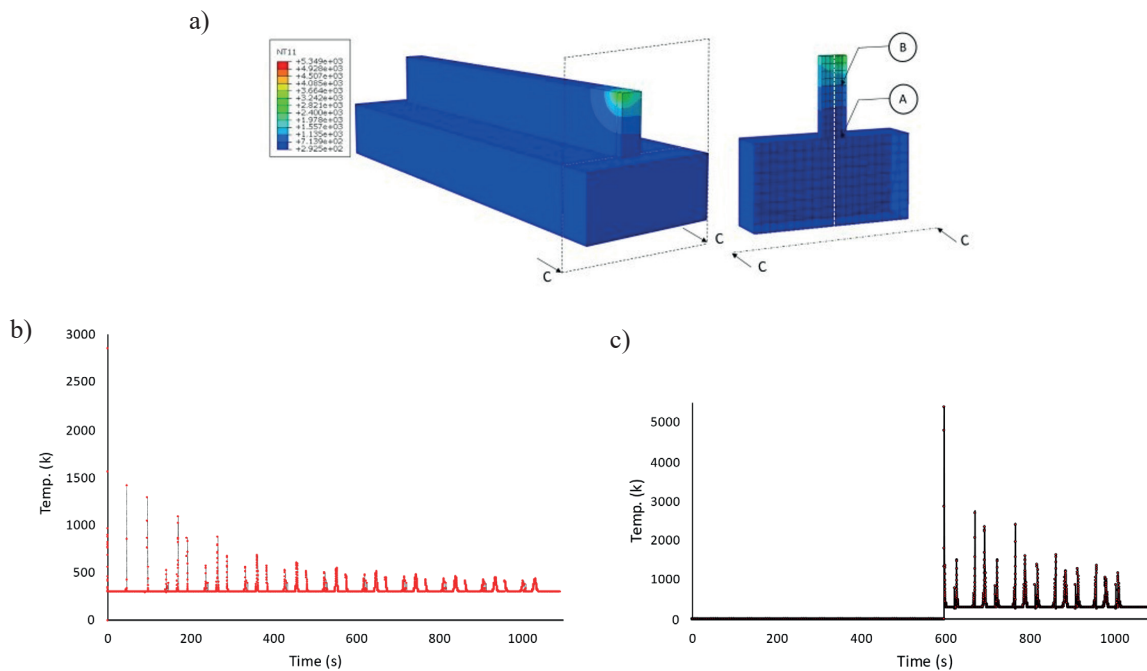 a)
NT11
+5.349e+03
+4.928e+03
+4.507e+03
+4.085e+03
+3.664e+03
+3.242e+03
+2.821e+03
+2.400e+03
+1.978e+03
+1.557e+03
+1.135e+03
+7.139e+02
+2.925e+02
B
A
C
C
C
C
b)
3000
2500
2000
1500
1000
500
0
Temp. (k)
0
200
400
600
800
1000
Time (s)
c)
5000
4000
3000
2000
1000
0
Temp. (k)
0
200
400
600
800
1000
Time (s)